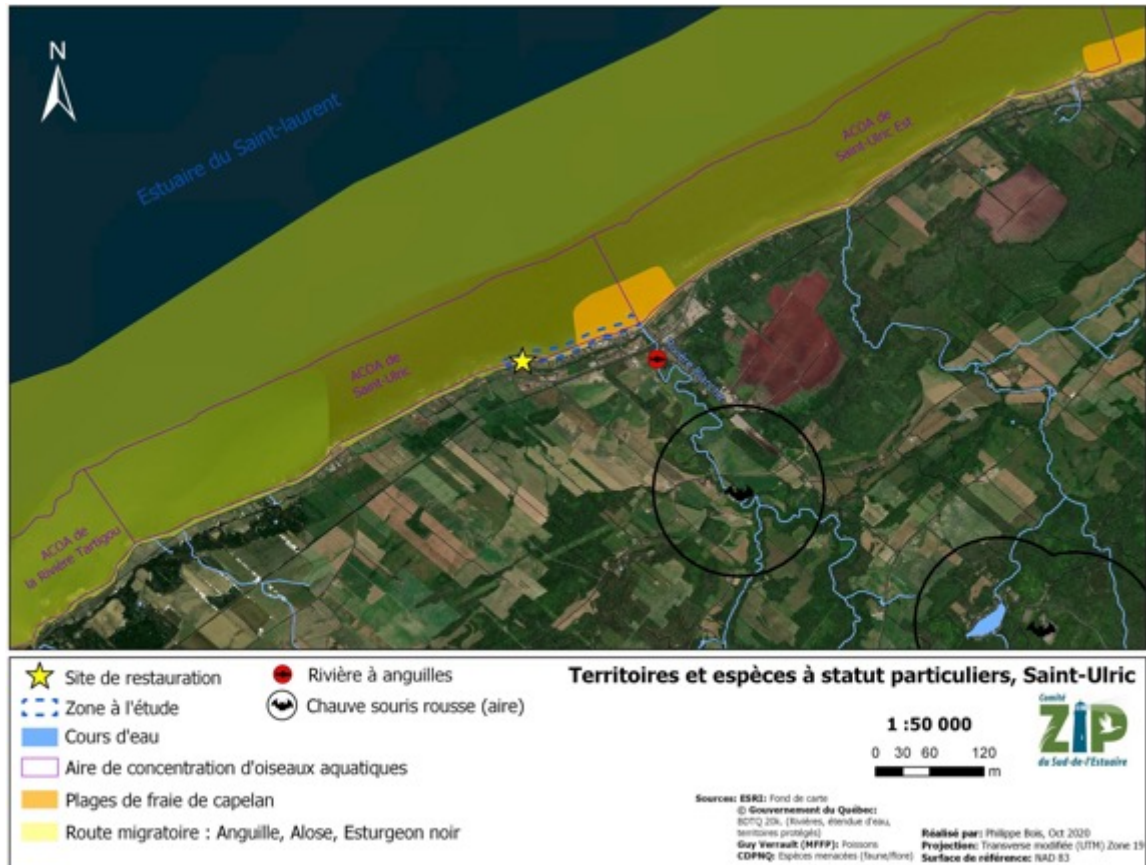 N
Estuaire du Saint-laurent
ACOA de
Saint-Ulric Est
ACOA de
Saint-Ulric
ACOA de
la Rivière Tartigou
Site de restauration
Zone à l'étude
Cours d'eau
Aire de concentration d'oiseaux aquatiques
Plages de fraie de capelan
Route migratoire : Anguille, Alose, Esturgeon noir
Rivière à anguilles
Chauve souris rousse (aire)
Territoires et espèces à statut particuliers, Saint-Ulric
1 :50 000
0 30 60 120
m
Comité
ZIP
du Sud-de-l'Estuaire
Sources: ESRI: Fond de carte
© Gouvernement du Québec:
BDTQ 20k. (Rivières, étendue d'eau,
territoires protégés)
Guy Verrault (MFFP): Poissons
CDPNQ: Espèces menacées (faune/flore)
Réalisé par: Philippe Bois, Oct 2020
Projection: Transverse modifiée (UTM) Zone 19
Surface de référence: NAD 83